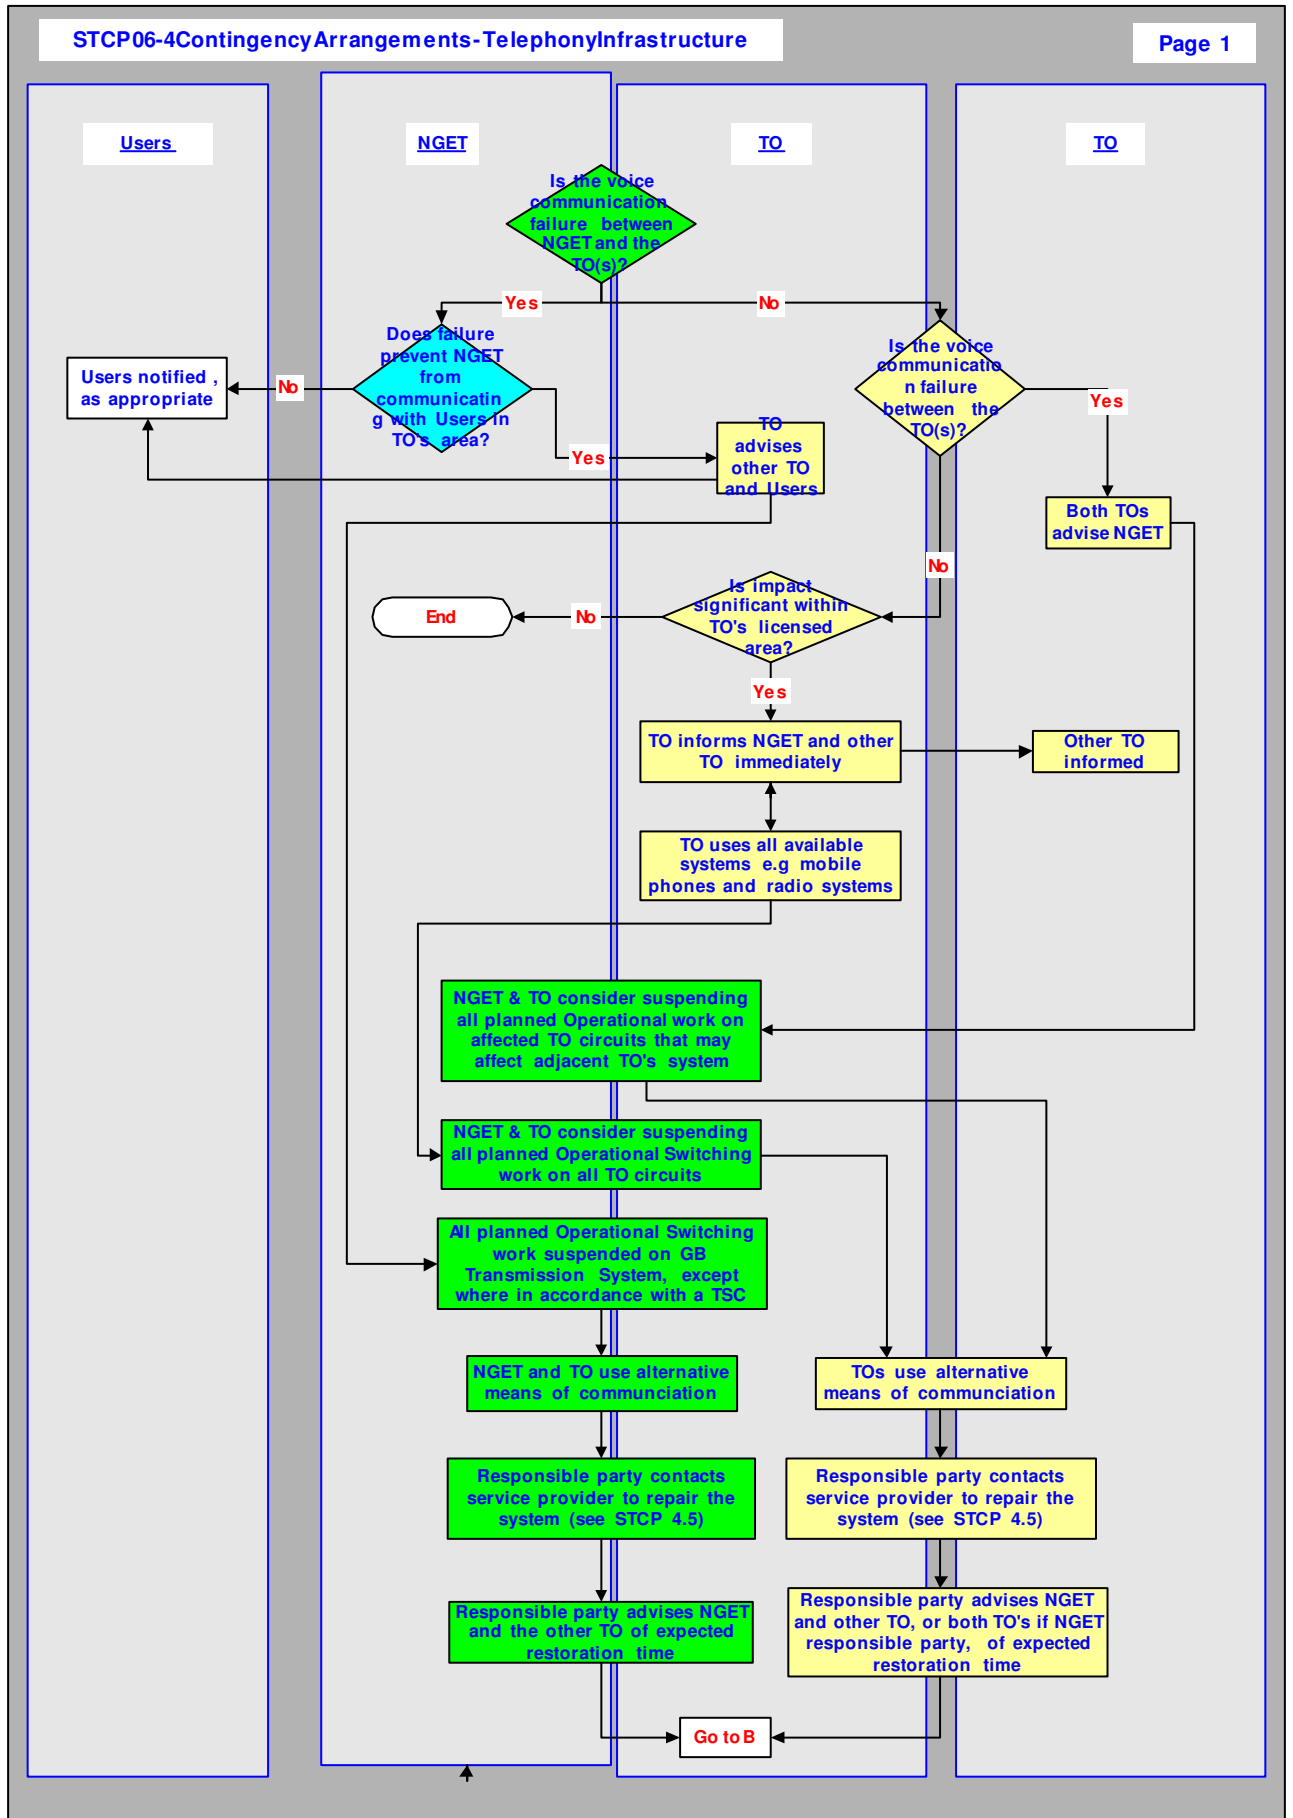 STCP06-4ContingencyArrangements-TelephonyInfrastructure
Page 1
Users
NGET
TO
TO
Is the voice
communication
failure between
NGET and the
TO(s)?
Yes
No
Does failure
prevent NGET
from
communicatin
g with Users in
TO's area?
Is the voice
communicatio
n failure
between the
TO(s)?
Users notified ,
as appropriate
No
Yes
Yes
TO
advises
other TO
and Users
Both TOs
advise NGET
No
Is impact
significant within
TO's licensed
area?
End
No
Yes
TO informs NGET and other
TO immediately
Other TO
informed
TO uses all available
systems e.g mobile
phones and radio systems
NGET & TO consider suspending
all planned Operational work on
affected TO circuits that may
affect adjacent TO's system
NGET & TO consider suspending
all planned Operational Switching
work on all TO circuits
All planned Operational Switching
work suspended on GB
Transmission System, except
where in accordance with a TSC
NGET and TO use alternative
means of communciation
TOs use alternative
means of communciation
Responsible party contacts
service provider to repair the
system (see STCP 4.5)
Responsible party contacts
service provider to repair the
system (see STCP 4.5)
Responsible party advises NGET
and the other TO of expected
restoration time
Responsible party advises NGET
and other TO, or both TO's if NGET
responsible party, of expected
restoration time
Go to B